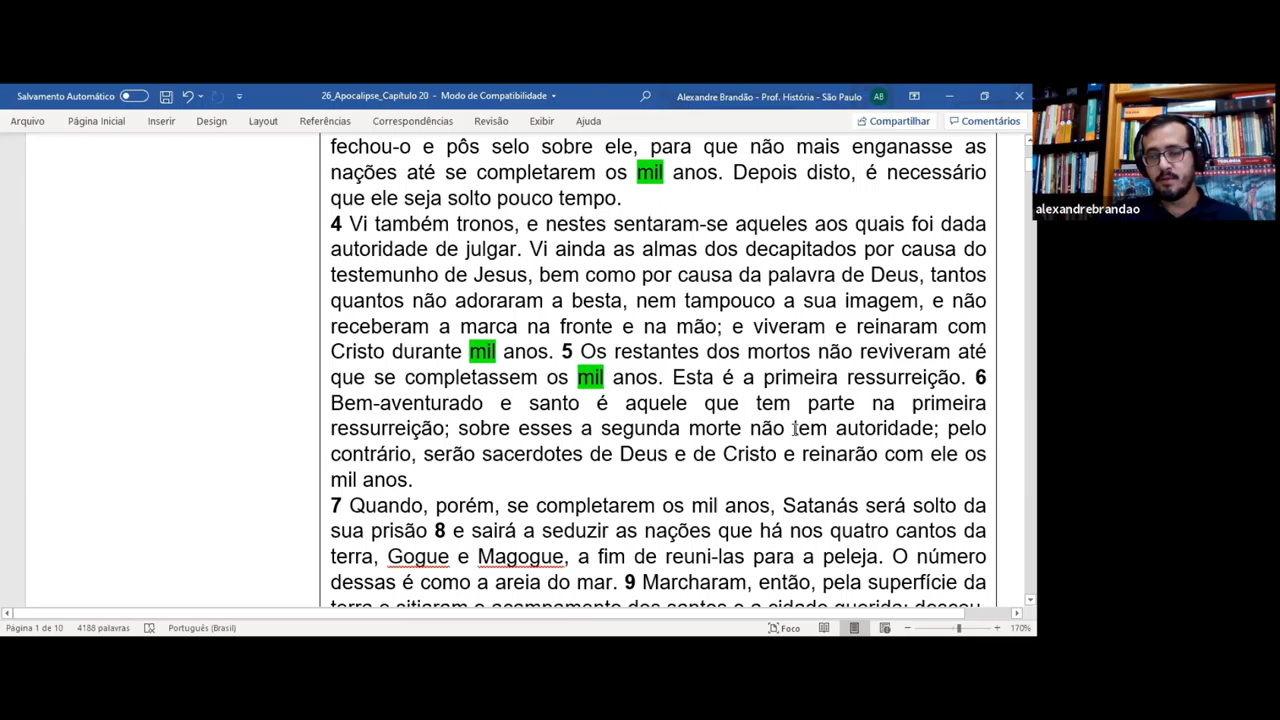 Salvamento Automático
26_Apocalipse_Capítulo 20 - Modo de Compatibilidade
Alexandre Brandão - Prof. História - São Paulo AB
Arquivo Página Inicial Inserir Design Layout Referências Correspondências Revisão Exibir Ajuda Compartilhar Comentários
fechou-o e pôs selo sobre ele, para que não mais enganasse as
nações até se completarem os mil anos. Depois disto, é necessário
que ele seja solto pouco tempo.
4 Vi também tronos, e nestes sentaram-se aqueles aos quais foi dada
autoridade de julgar. Vi ainda as almas dos decapitados por causa do
testemunho de Jesus, bem como por causa da palavra de Deus, tantos
quantos não adoraram a besta, nem tampouco a sua imagem, e não
receberam a marca na fronte e na mão; e viveram e reinaram com
Cristo durante mil anos. 5 Os restantes dos mortos não reviveram até
que se completassem os mil anos. Esta é a primeira ressurreição. 6
Bem-aventurado e santo é aquele que tem parte na primeira
ressurreição; sobre esses a segunda morte não tem autoridade; pelo
contrário, serão sacerdotes de Deus e de Cristo e reinarão com ele os
mil anos.
7 Quando, porém, se completarem os mil anos, Satanás será solto da
sua prisão 8 e sairá a seduzir as nações que há nos quatro cantos da
terra, Gogue e Magogue, a fim de reuni-las para a peleja. O número
dessas é como a areia do mar. 9 Marcharam, então, pela superfície da
terra e sitiaram o acampamento dos santos e a cidade querida; desceu,
Página 1 de 10 4188 palavras Português (Brasil) Foco 170%
alexandrebrandao